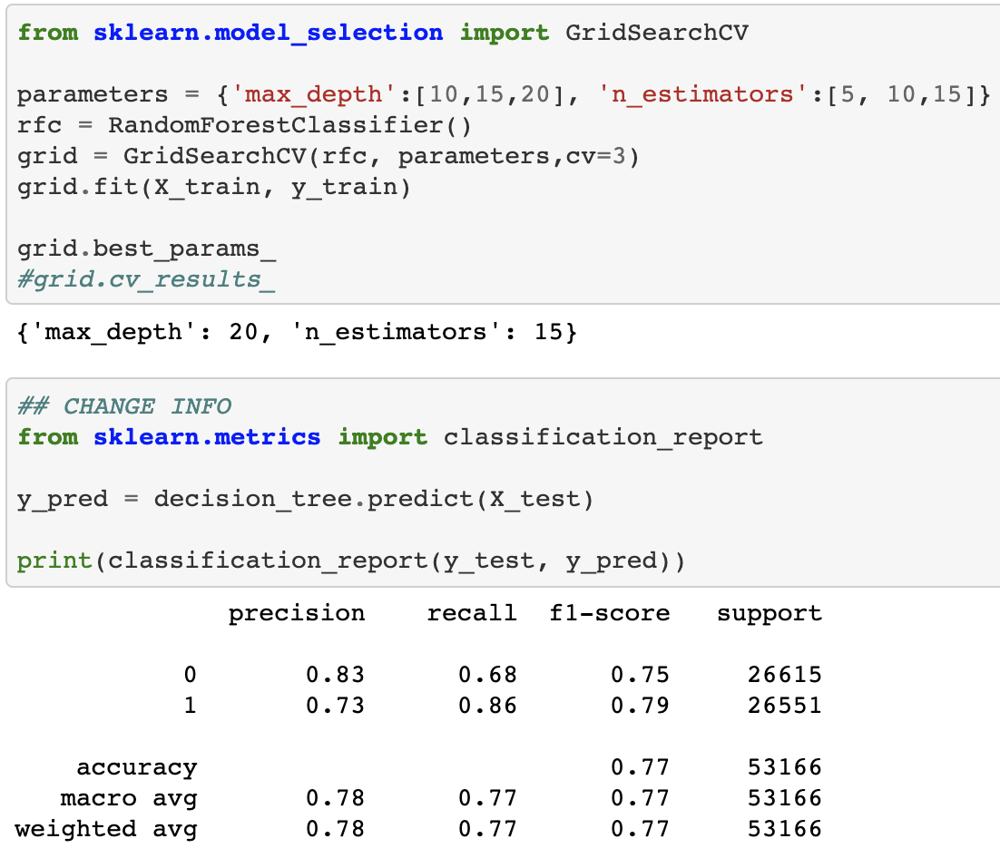 from sklearn.model_selection import GridSearchCV
parameters = {'max_depth':[10,15,20], 'n_estimators':[5, 10,15]}
rfc = RandomForestClassifier()
grid = GridSearchCV(rfc, parameters,cv=3)
grid.fit(X_train, y_train)
grid.best_params_
#grid.cv_results_
{'max_depth': 20, 'n_estimators': 15}
## CHANGE INFO
from sklearn.metrics import classification_report
y_pred = decision_tree.predict(X_test)
print(classification_report(y_test, y_pred))
precision recall f1-score support
0 0.83 0.68 0.75 26615
1 0.73 0.86 0.79 26551
accuracy 0.77 53166
macro avg 0.78 0.77 0.77 53166
weighted avg 0.78 0.77 0.77 53166